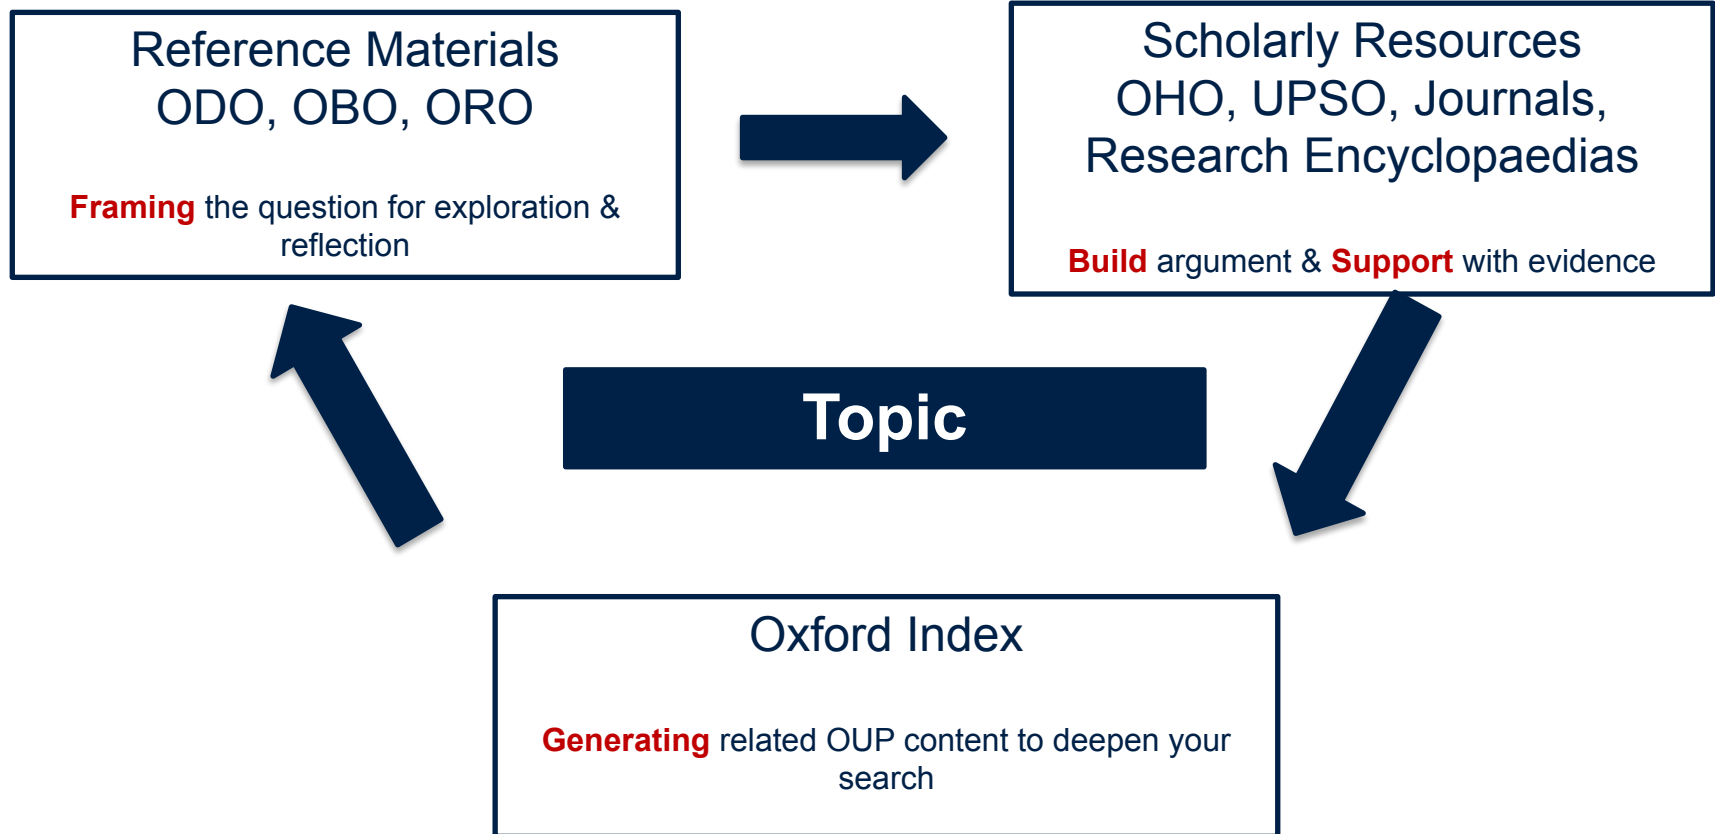 Reference Materials
ODO, OBO, ORO
Framing the question for exploration &
reflection
Scholarly Resources
OHO, UPSO, Journals,
Research Encyclopaedias
Build argument & Support with evidence
Topic
Oxford Index
Generating related OUP content to deepen your
search